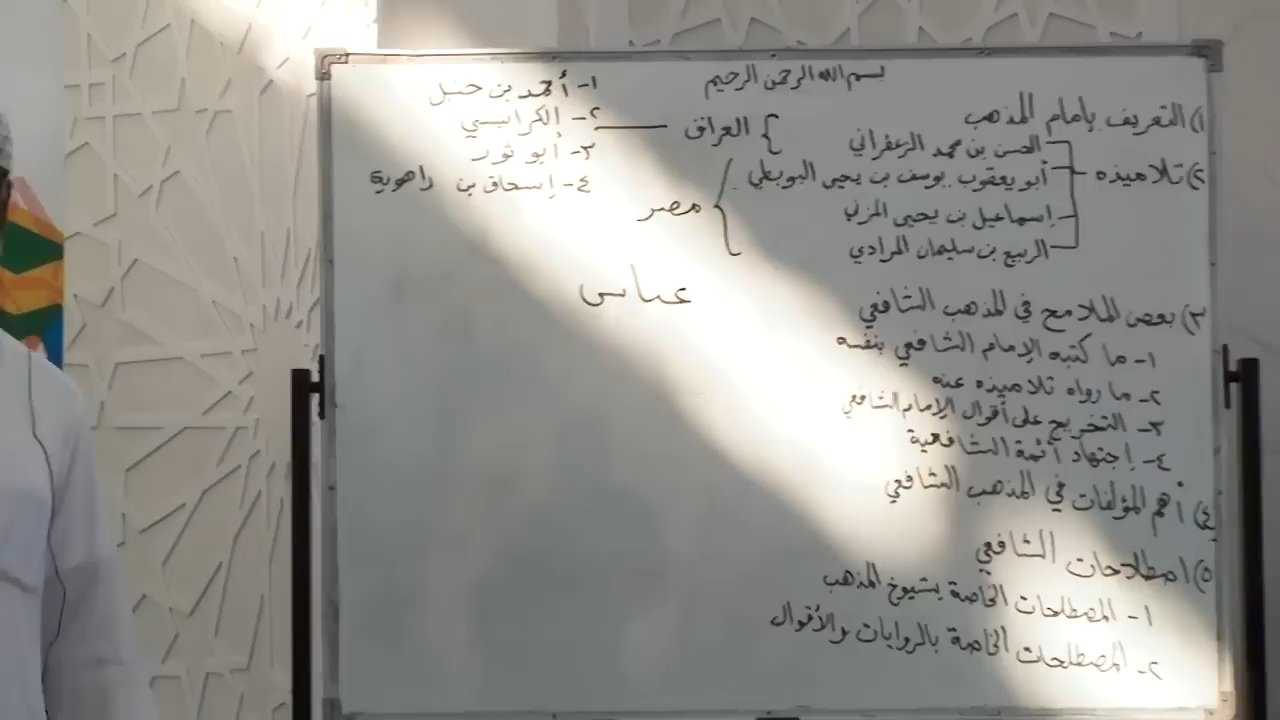 بسم الله الرحمن الرحيم
١) التعريف بإمام المذهب
٢) تلاميذه
الحسن بن محمد الزعفراني
أبو يعقوب يوسف بن يحيى البويطي
إسماعيل بن يحيى المزني
الربيع بن سليمان المرادي
العراق
مصر
١- أحمد بن حنبل
٢- الكرابيسي
٣- أبو ثور
٤- إسحاق بن راهوية
عباس
٣) بعض الملامح في المذهب الشافعي
١- ما كتبه الإمام الشافعي بنفسه
٢- ما رواه تلاميذه عنه
٣- التخريج على أقوال الإمام الشافعي
٤- إجتهاد أئمة الشافعية
٤) أهم المؤلفات في المذهب الشافعي
٥) اصطلاحات الشافعي
١- المصطلحات الخاصة بشيوخ المذهب
٢- المصطلحات الخاصة بالروايات والأقوال